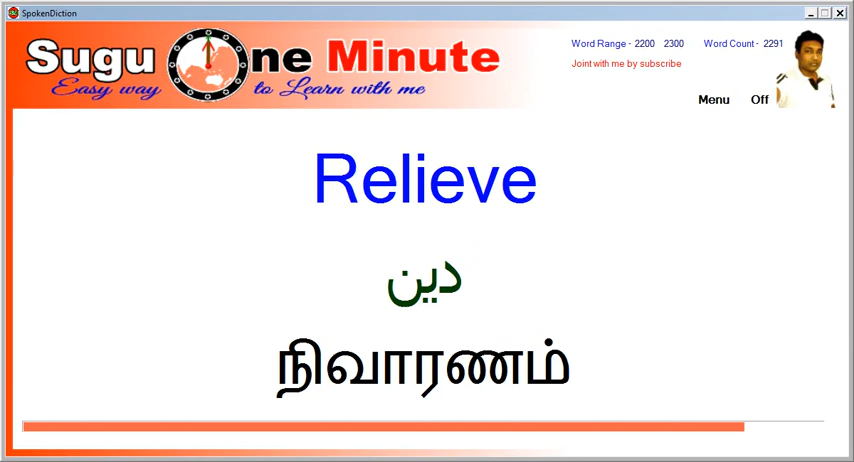 SpokenDiction
Sugu One Minute
Easy way to Learn with me
Word Range - 2200 2300 Word Count - 2291
Joint with me by subscribe
Menu Off
Relieve
دين
நிவாரணம்